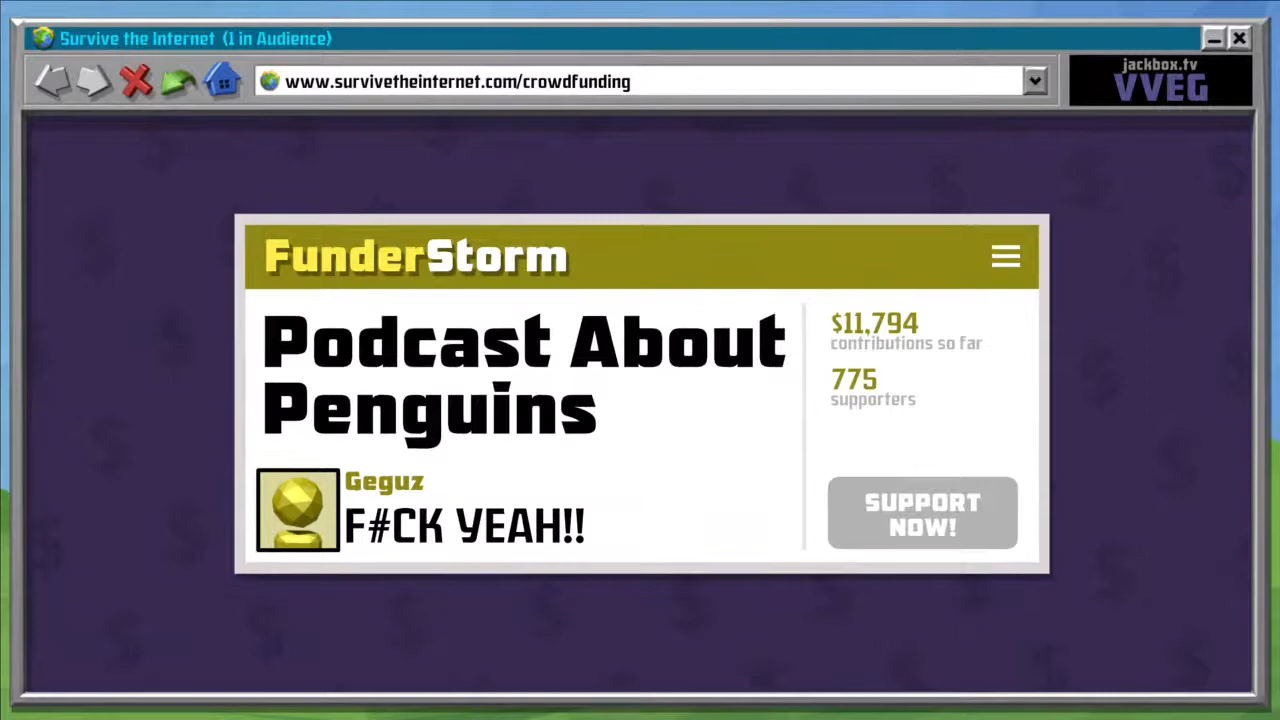 Survive the Internet (1 in Audience)
www.survivetheinternet.com/crowdfunding
jackbox.tv
VVEG
FunderStorm
Podcast About
Penguins
$11,794
contributions so far
775
supporters
Geguz
F#CK YEAH!!
SUPPORT
NOW!